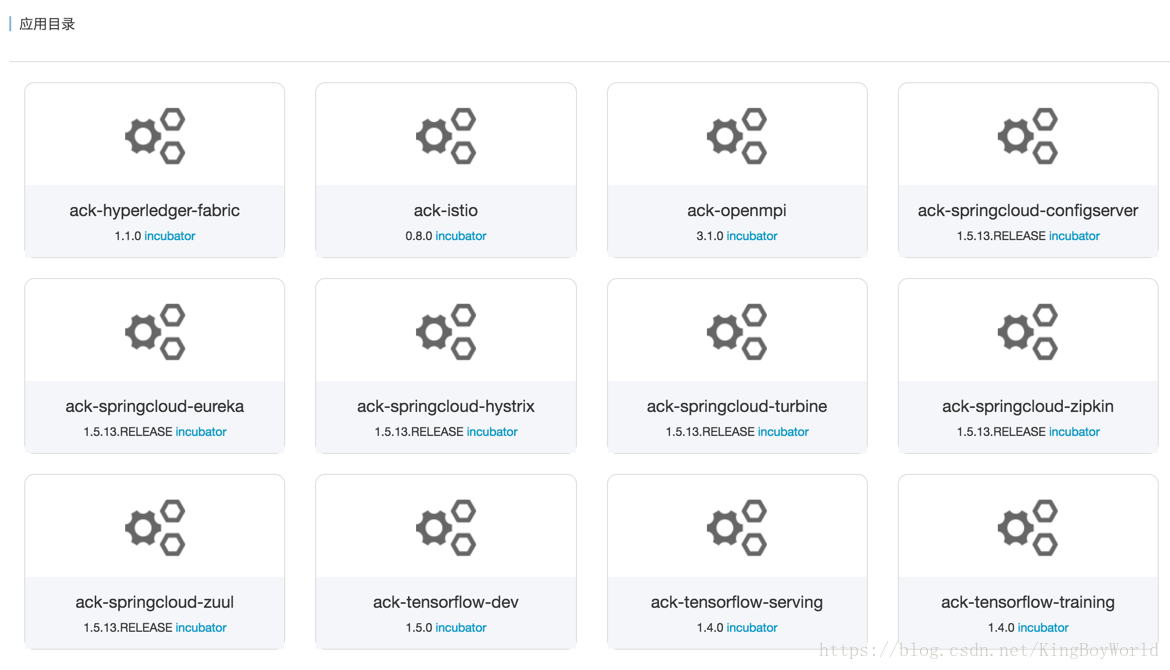 应用目录
ack-hyperledger-fabric
1.1.0 incubator
ack-istio
0.8.0 incubator
ack-openmpi
3.1.0 incubator
ack-springcloud-configserver
1.5.13.RELEASE incubator
ack-springcloud-eureka
1.5.13.RELEASE incubator
ack-springcloud-hystrix
1.5.13.RELEASE incubator
ack-springcloud-turbine
1.5.13.RELEASE incubator
ack-springcloud-zipkin
1.5.13.RELEASE incubator
ack-springcloud-zuul
1.5.13.RELEASE incubator
ack-tensorflow-dev
1.5.0 incubator
ack-tensorflow-serving
1.4.0 incubator
ack-tensorflow-training
1.4.0 incubator
https://blog.csdn.net/KingBoyWorld